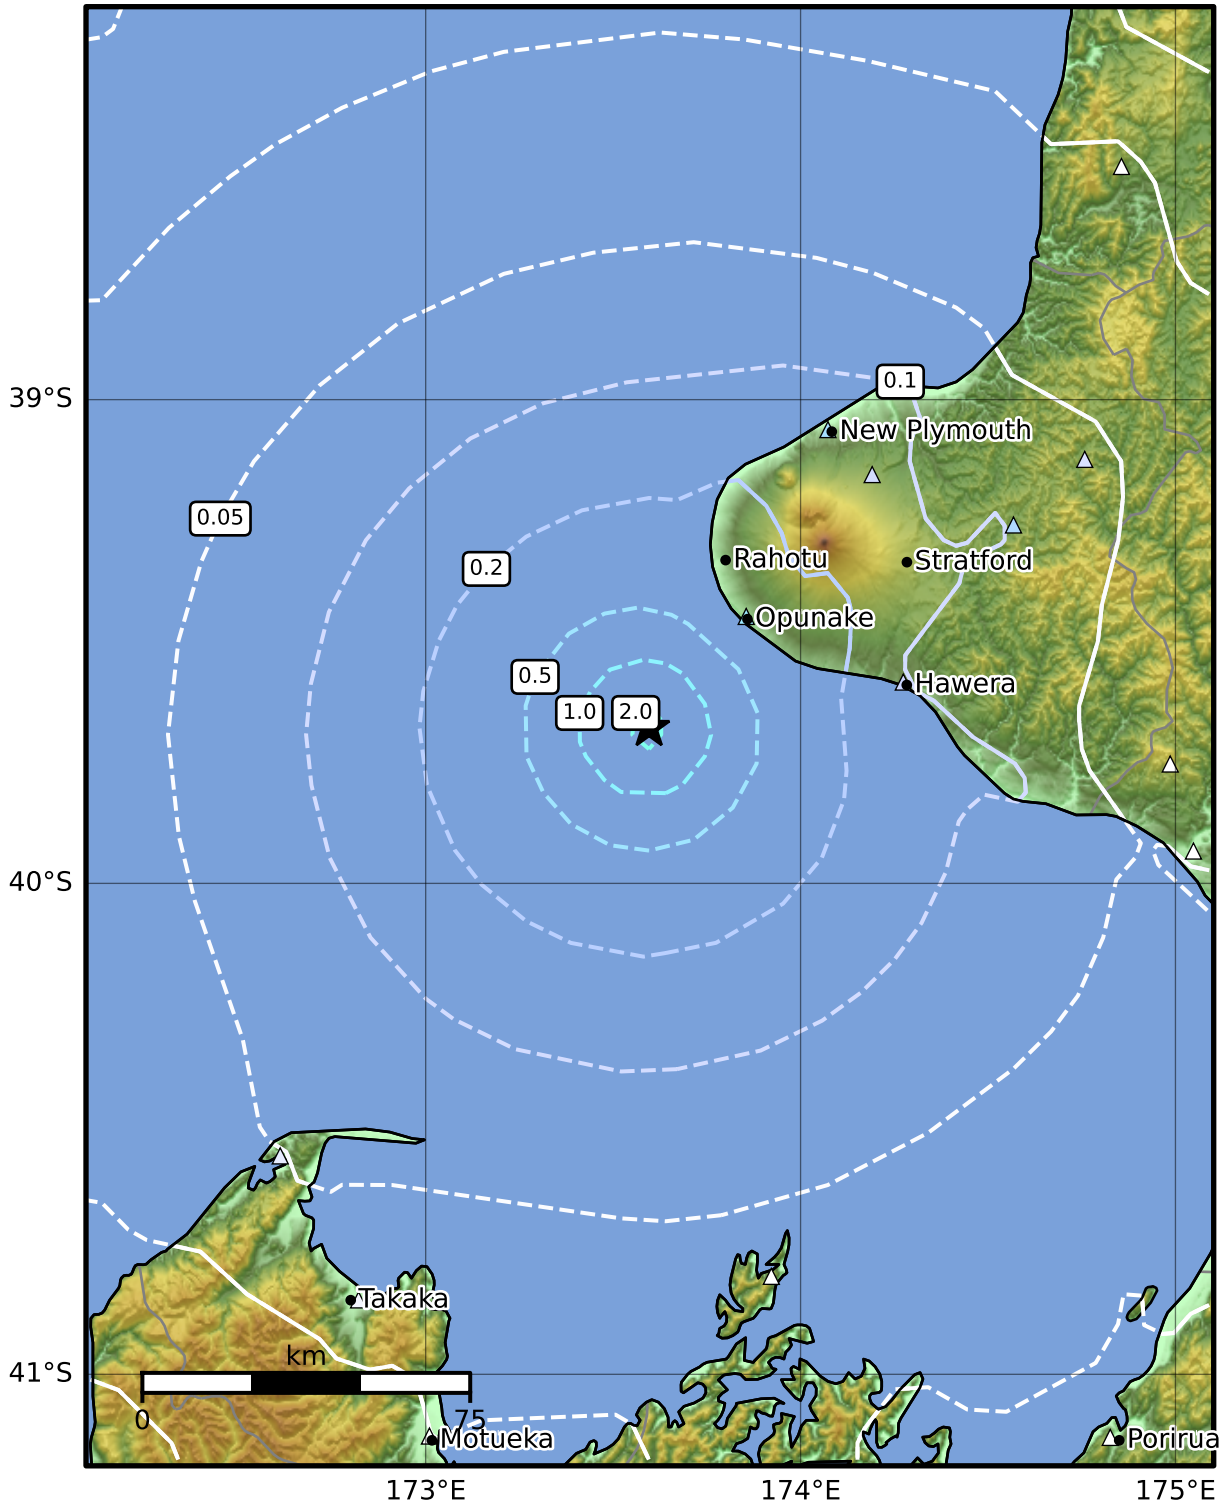 0.1
39°S
New Plymouth
0.05
0.2
Rahotu
Stratford
Opunake
0.5
Hawera
1.0
2.0
40°S
Takaka
km
41°S
0
75
Motueka
Porirua
173°E
174°E
175°E